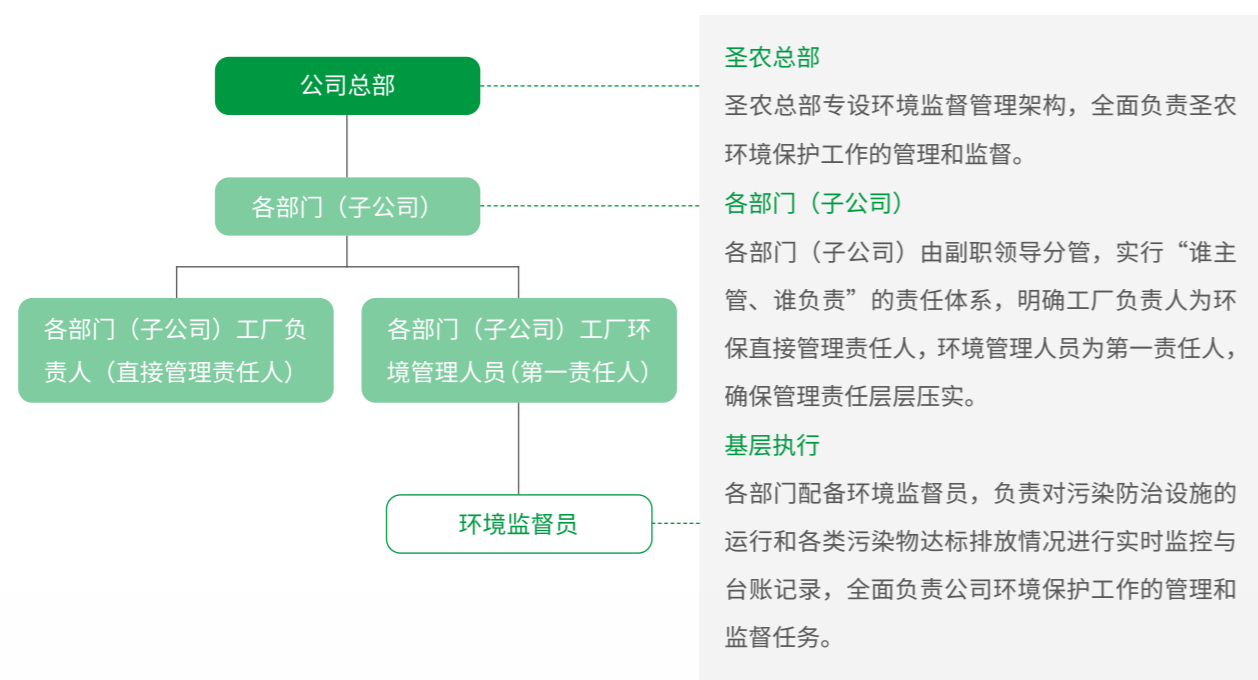 公司总部
各部门（子公司）
各部门（子公司）工厂负
责人（直接管理责任人）
各部门（子公司）工厂环
境管理人员（第一责任人）
环境监督员
圣农总部
圣农总部专设环境监督管理架构，全面负责圣农
环境保护工作的管理和监督。
各部门（子公司）
各部门（子公司）由副职领导分管，实行“谁主
管、谁负责”的责任体系，明确工厂负责人为环
保直接管理责任人，环境管理人员为第一责任人，
确保管理责任层层压实。
基层执行
各部门配备环境监督员，负责对污染防治设施的
运行和各类污染物达标排放情况进行实时监控与
台账记录，全面负责公司环境保护工作的管理和
监督任务。